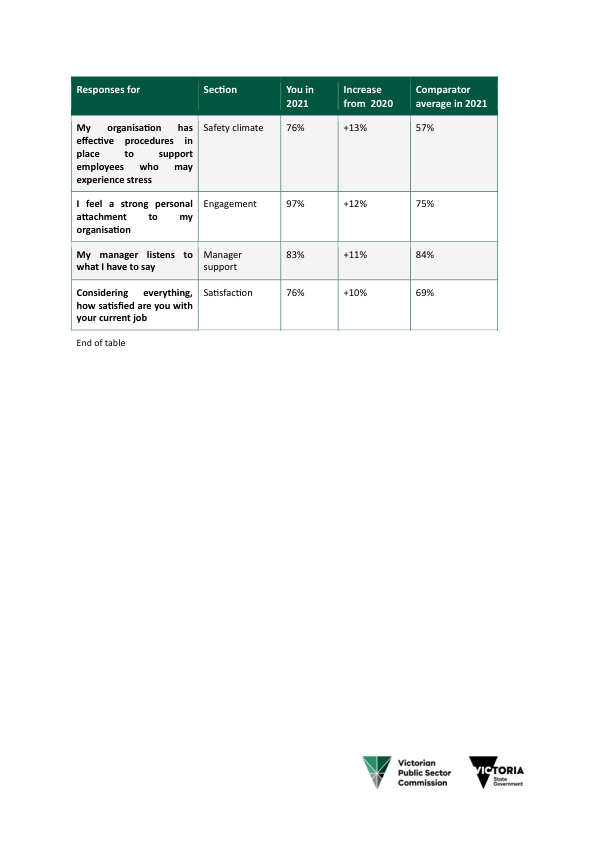 Responses for Section You in Increase Comparator
2021 from 2020 average in 2021
My organisation has Safety climate 76% +13% 57%
effective procedures in
place to support
employees who may
experience stress
I feel a strong personal Engagement 97% +12% 75%
attachment to my
organisation
My manager listens to Manager 83% +11% 84%
what I have to say support
Considering everything, Satisfaction 76% +10% 69%
how satisfied are you with
your current job
End of table
Victorian
Public Sector
Commission
VICTORIA
State
Government